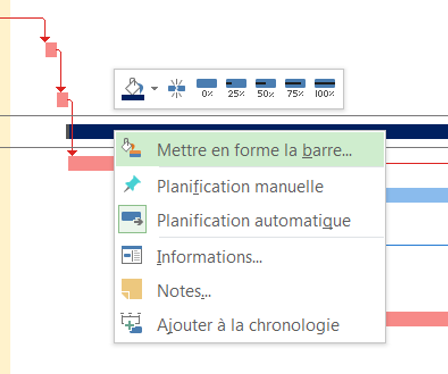 0% 25% 50% 75% 100%
Mettre en forme la barre...
Planification manuelle
Planification automatique
Informations...
Notes...
Ajouter à la chronologie